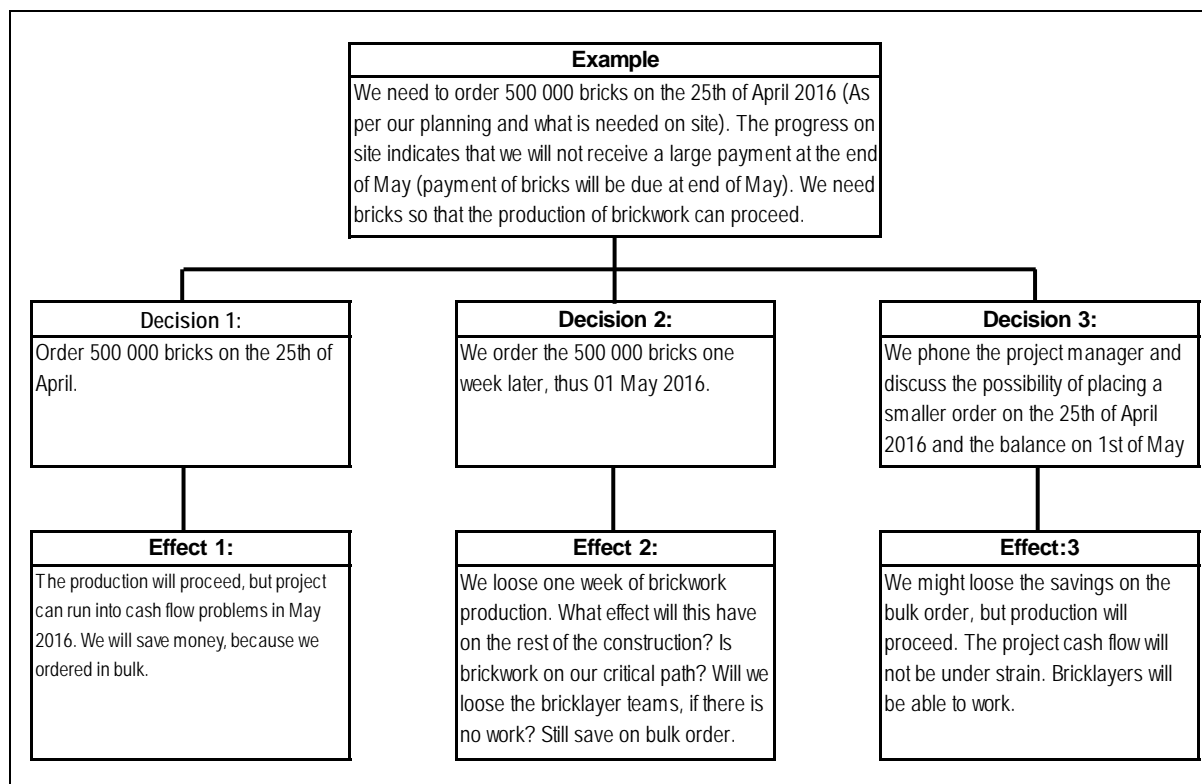 Example
We need to order 500 000 bricks on the 25th of April 2016 (As
per our planning and what is needed on site). The progress on
site indicates that we will not receive a large payment at the end
of May (payment of bricks will be due at end of May). We need
bricks so that the production of brickwork can proceed.
Decision 1:
Order 500 000 bricks on the 25th of
April.
Decision 2:
We order the 500 000 bricks one
week later, thus 01 May 2016.
Decision 3:
We phone the project manager and
discuss the possibility of placing a
smaller order on the 25th of April
2016 and the balance on 1st of May
Effect 1:
The production will proceed, but project
can run into cash flow problems in May
2016. We will save money, because we
ordered in bulk.
Effect 2:
We loose one week of brickwork
production. What effect will this have
on the rest of the construction? Is
brickwork on our critical path? Will we
loose the bricklayer teams, if there is
no work? Still save on bulk order.
Effect:3
We might loose the savings on the
bulk order, but production will
proceed. The project cash flow will
not be under strain. Bricklayers will
be able to work.